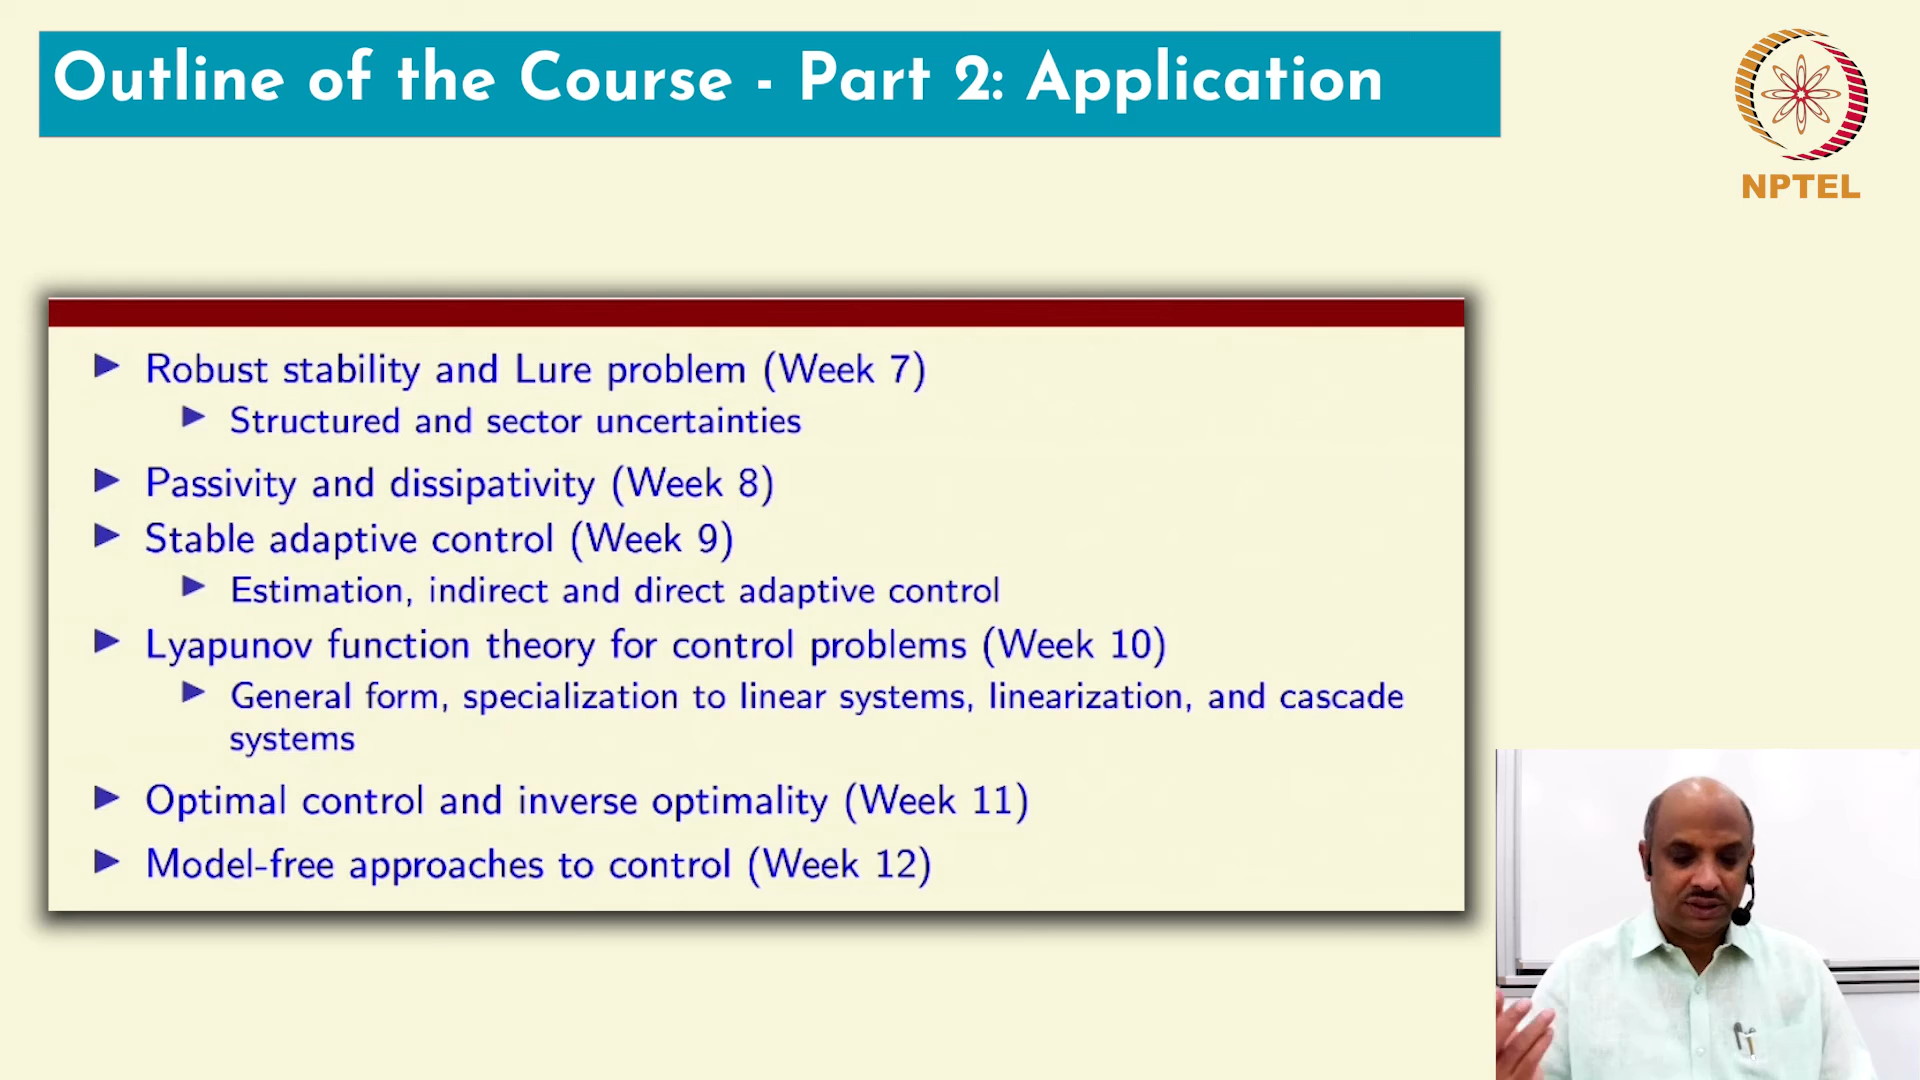 Outline of the Course - Part 2: Application
NPTEL
Robust stability and Lure problem (Week 7)
Structured and sector uncertainties
Passivity and dissipativity (Week 8)
Stable adaptive control (Week 9)
Estimation, indirect and direct adaptive control
Lyapunov function theory for control problems (Week 10)
General form, specialization to linear systems, linearization, and cascade
systems
Optimal control and inverse optimality (Week 11)
Model-free approaches to control (Week 12)